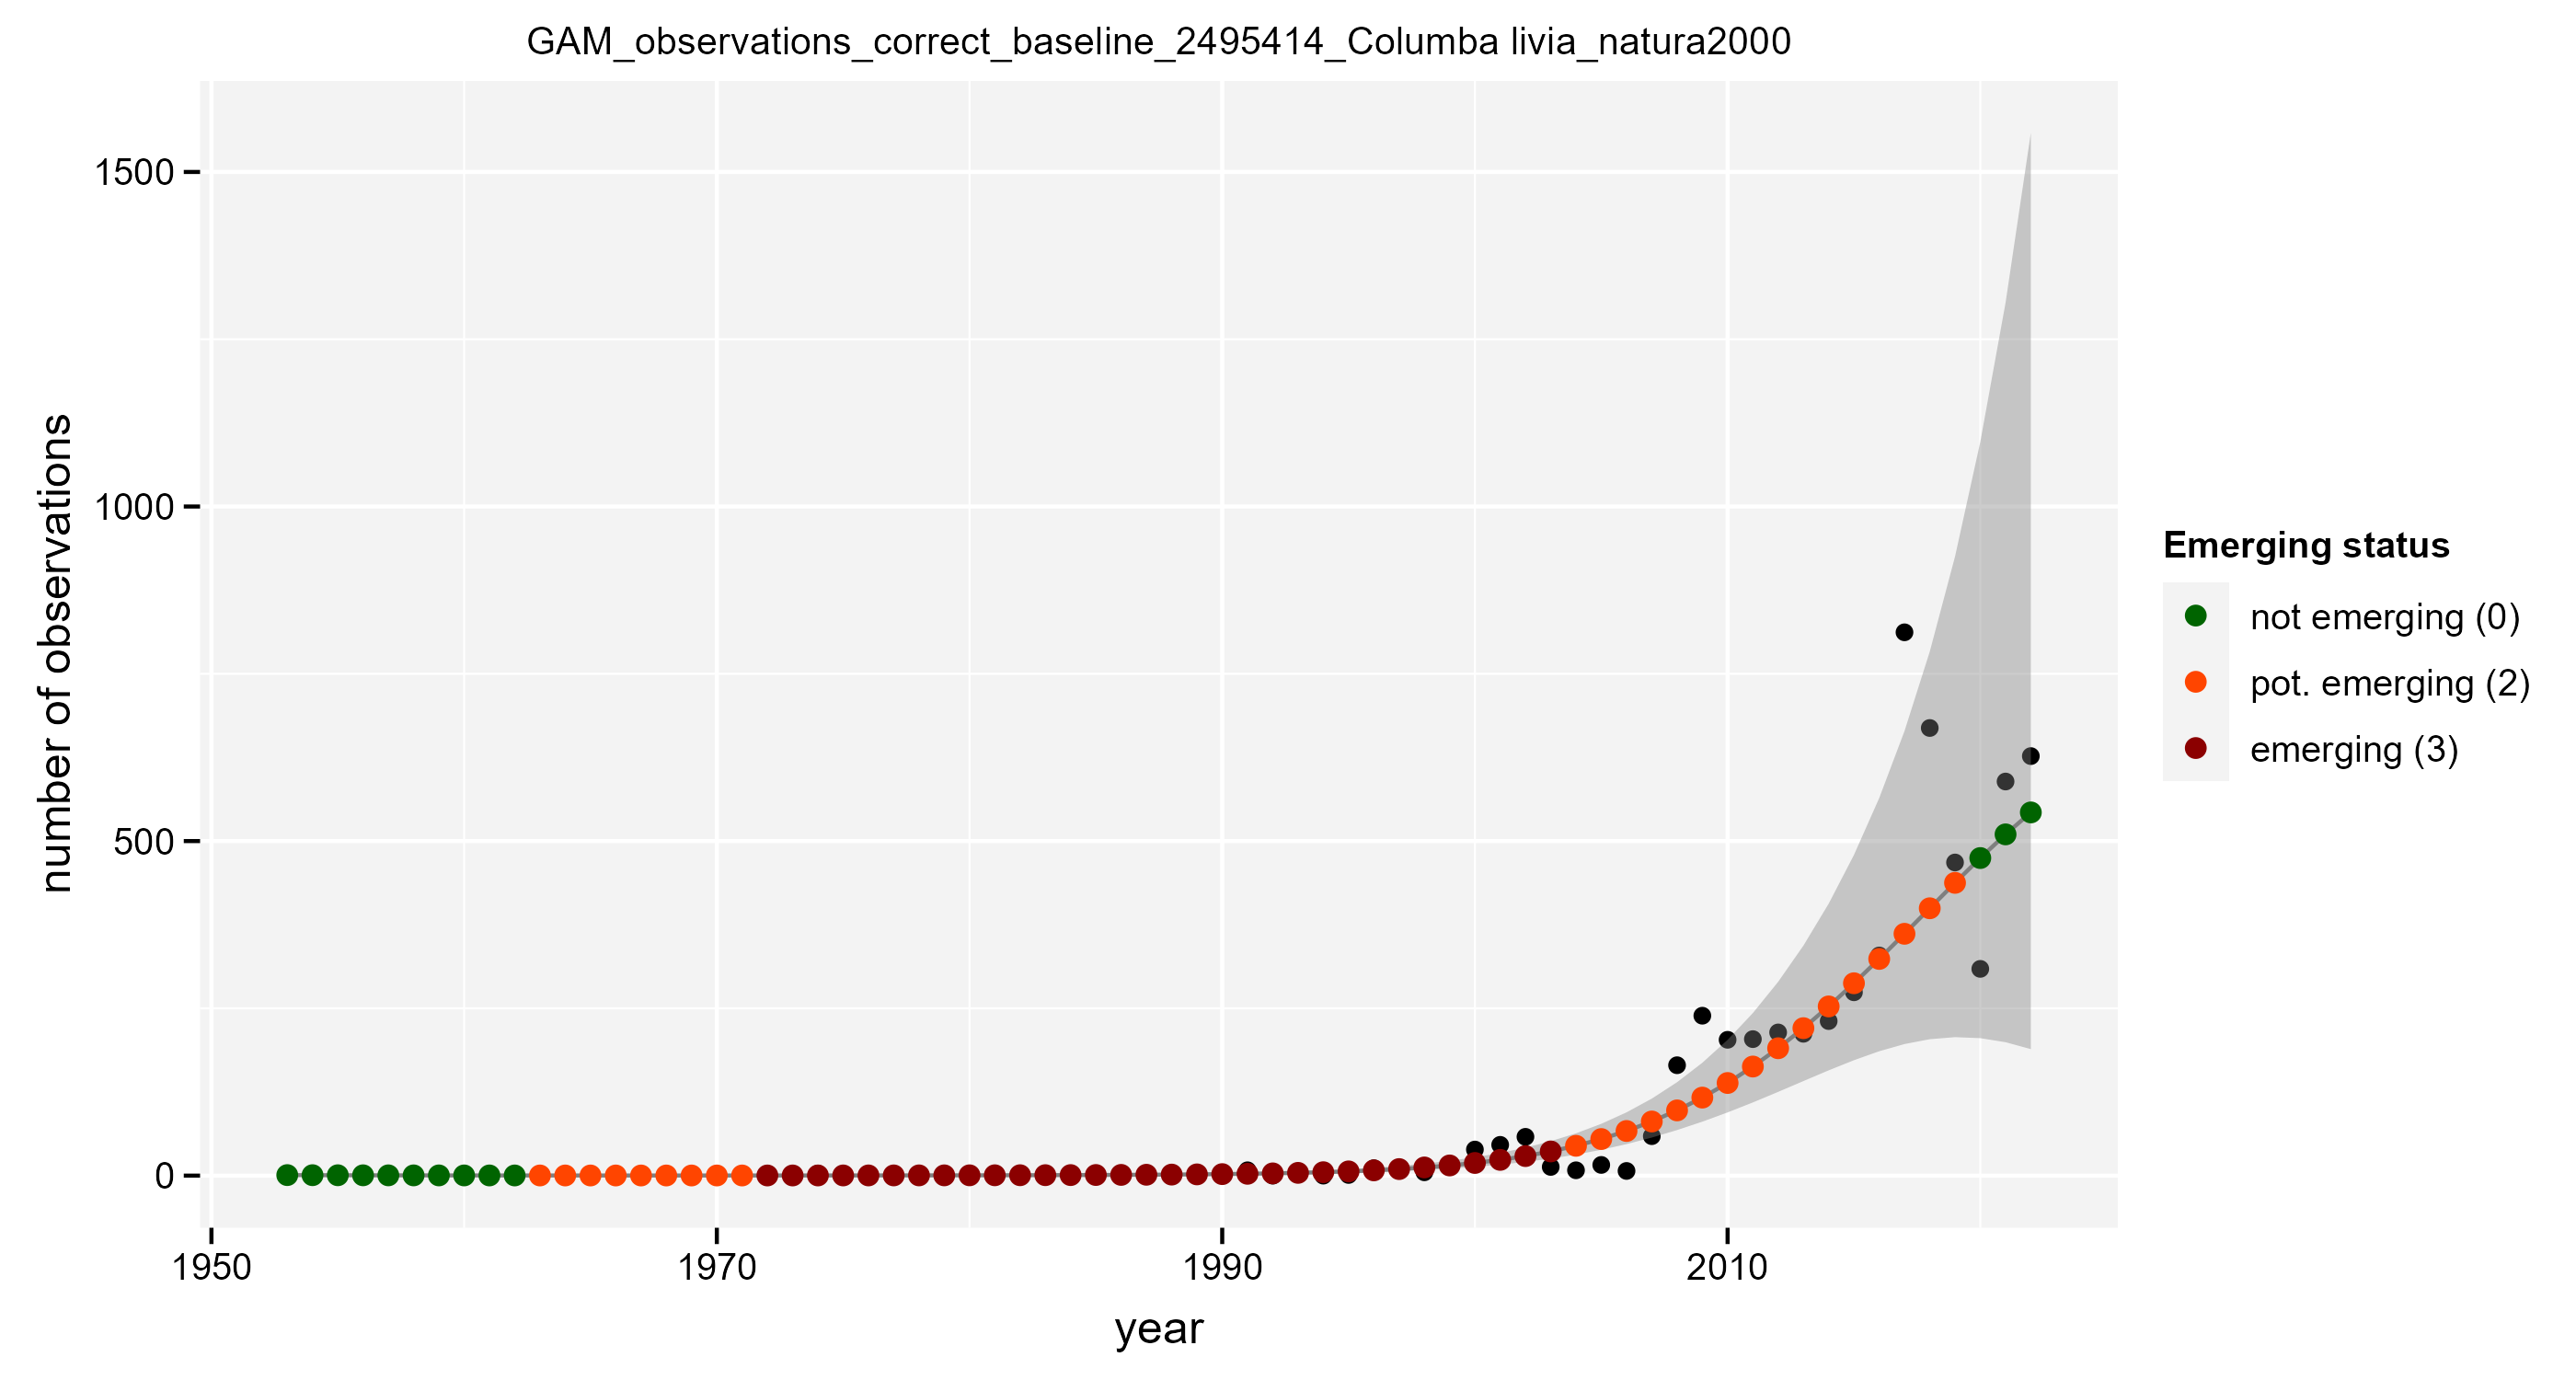 GAM_observations_correct_baseline_2495414_Columba livia_natura2000
number of observations
1500
1000
500
0
1950 1970 1990 2010
year
Emerging status
not emerging (0)
pot. emerging (2)
emerging (3)